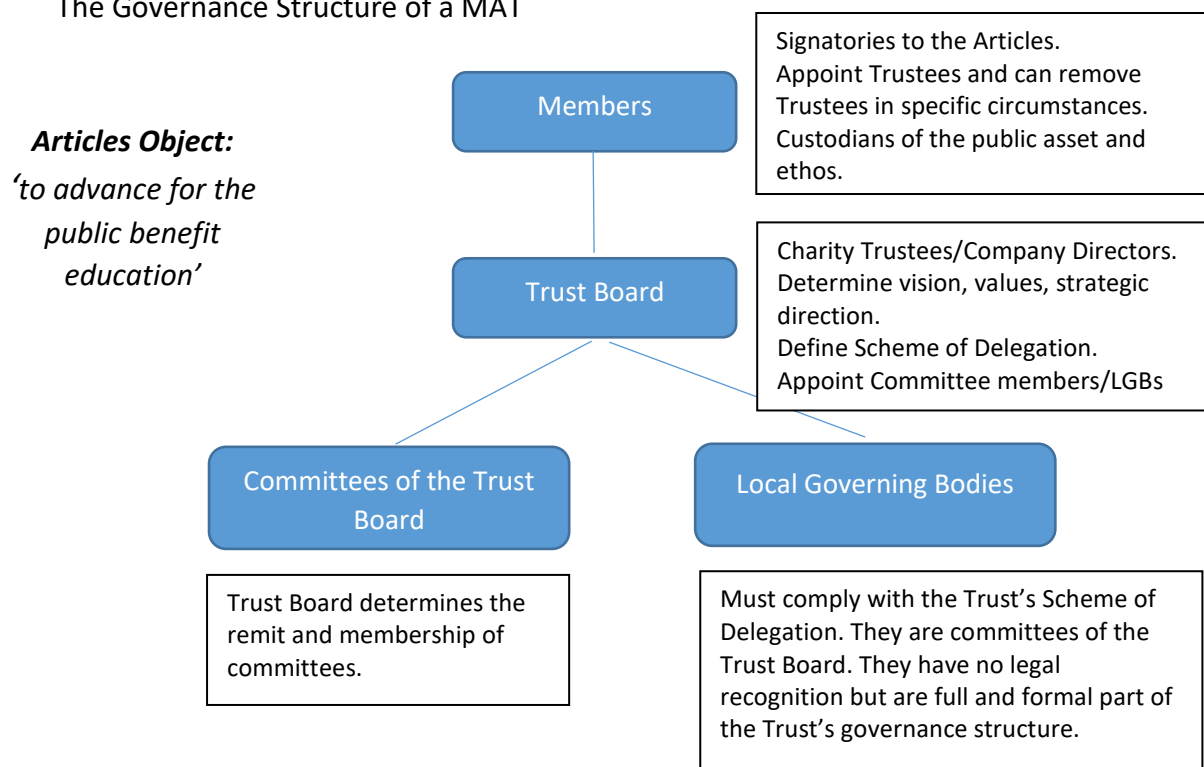 The Governance Structure of a MAT
Signatories to the Articles.
Appoint Trustees and can remove
Trustees in specific circumstances.
Custodians of the public asset and
ethos.
Members
Articles Object:
‘to advance for the
public benefit
education’
Charity Trustees/Company Directors.
Determine vision, values, strategic
direction.
Define Scheme of Delegation.
Appoint Committee members/LGBs
Trust Board
Committees of the Trust
Board
Local Governing Bodies
Trust Board determines the
remit and membership of
committees.
Must comply with the Trust’s Scheme of
Delegation. They are committees of the
Trust Board. They have no legal
recognition but are full and formal part of
the Trust’s governance structure.